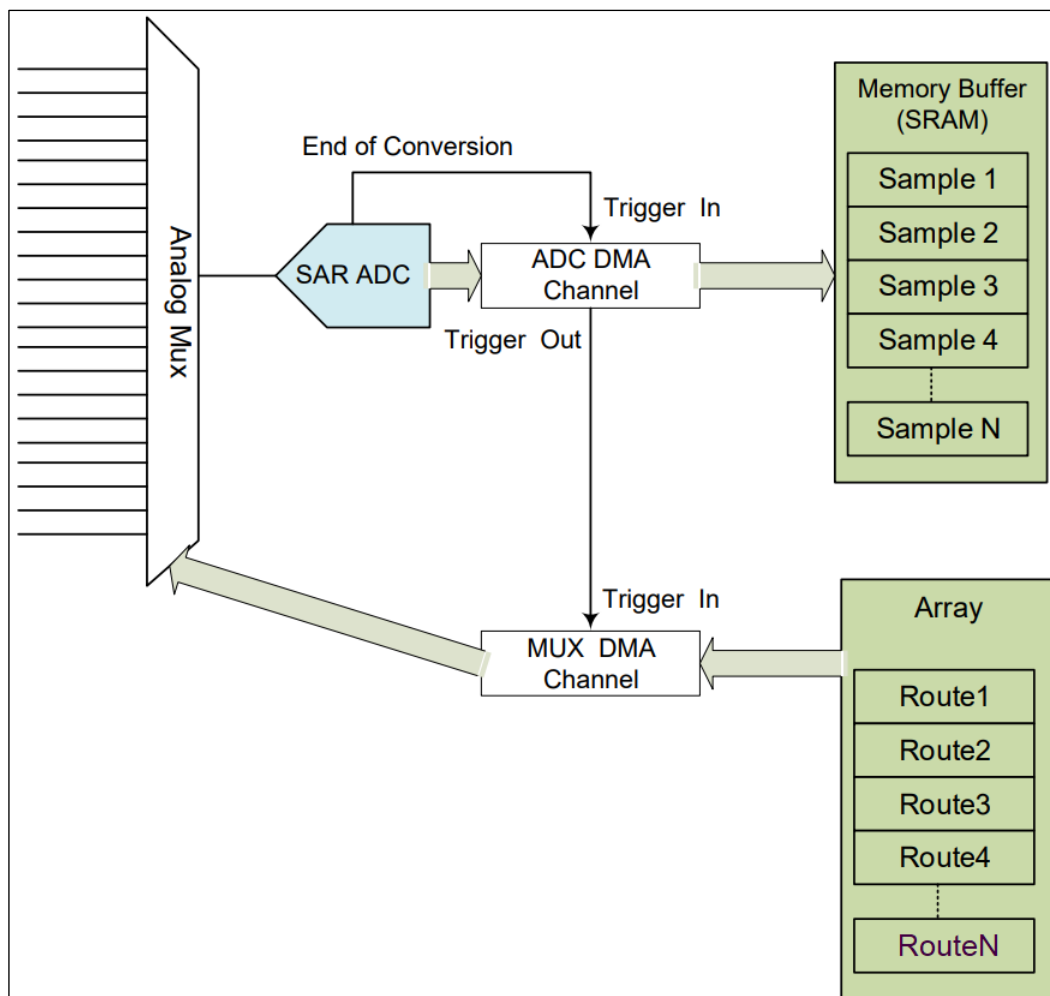 Analog Mux
End of Conversion
Trigger In
SAR ADC
ADC DMA
Channel
Trigger Out
Memory Buffer
(SRAM)
Sample 1
Sample 2
Sample 3
Sample 4
Sample N
Trigger In
MUX DMA
Channel
Array
Route1
Route2
Route3
Route4
RouteN